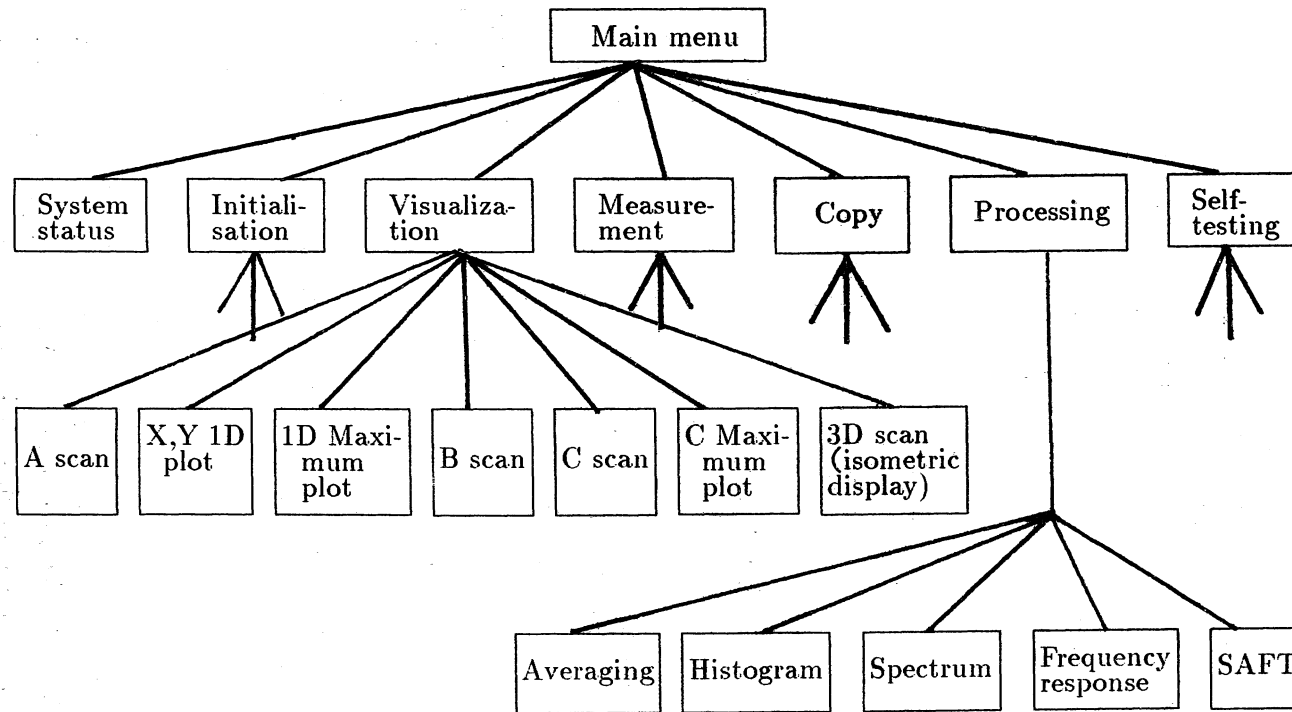 Main menu
System
status
Initiali-
sation
Visualiza-
tion
Measure-
ment
Copy
Processing
Self-
testing
A scan
X,Y 1D
plot
1D Maxi-
mum
plot
B scan
C scan
C Maxi-
mum
plot
3D scan
(isometric
display)
Averaging
Histogram
Spectrum
Frequency
response
SAFT